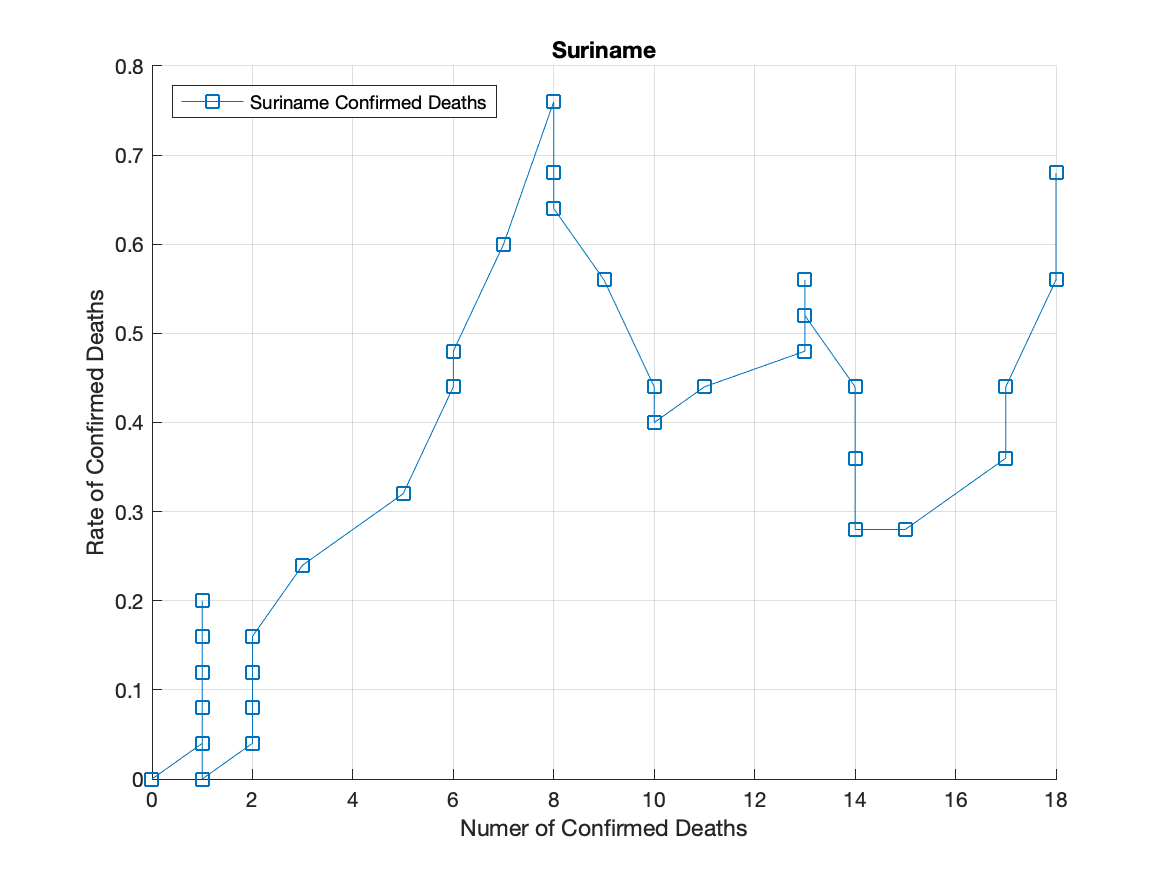 Suriname
Suriname Confirmed Deaths
0.8
0.7
0.6
0.5
0.4
0.3
0.2
0.1
0
Rate of Confirmed Deaths
0 2 4 6 8 10 12 14 16 18
Numer of Confirmed Deaths